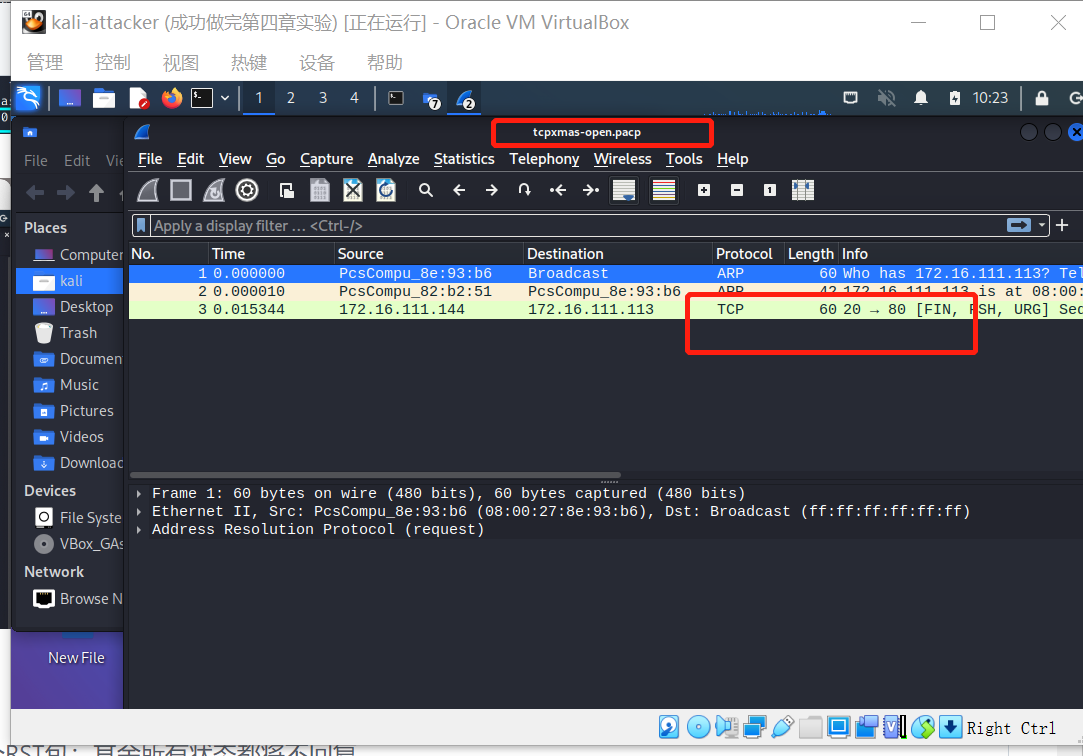 kali-attacker (成功做完第四章实验) [正在运行] - Oracle VM VirtualBox
管理 控制 视图 热键 设备 帮助
1 2 3 4 7 2 10:23
tcpxmas-open.pacp
File Edit Vie
File Edit View Go Capture Analyze Statistics Telephony Wireless Tools Help
Apply a display filter … <Ctrl-/>
No. Time Source Destination Protocol Length Info
1 0.000000 PcsCompu_8e:93:b6 Broadcast ARP 60 Who has 172.16.111.113? Tel
2 0.000010 PcsCompu_82:b2:51 PcsCompu_8e:93:b6 ARP 42 172.16.111.113 is at 08:00:
3 0.015344 172.16.111.144 172.16.111.113 TCP 60 20 → 80 [FIN, PSH, URG] Seq
Places
Computer
kali
Desktop
Trash
Documen
Music
Pictures
Videos
Downloac
Devices
File Syste
VBox_GAs
Network
Browse N
Frame 1: 60 bytes on wire (480 bits), 60 bytes captured (480 bits)
Ethernet II, Src: PcsCompu_8e:93:b6 (08:00:27:8e:93:b6), Dst: Broadcast (ff:ff:ff:ff:ff:ff)
Address Resolution Protocol (request)
New File
Right Ctrl
RST包；其余所有状态都将不回复